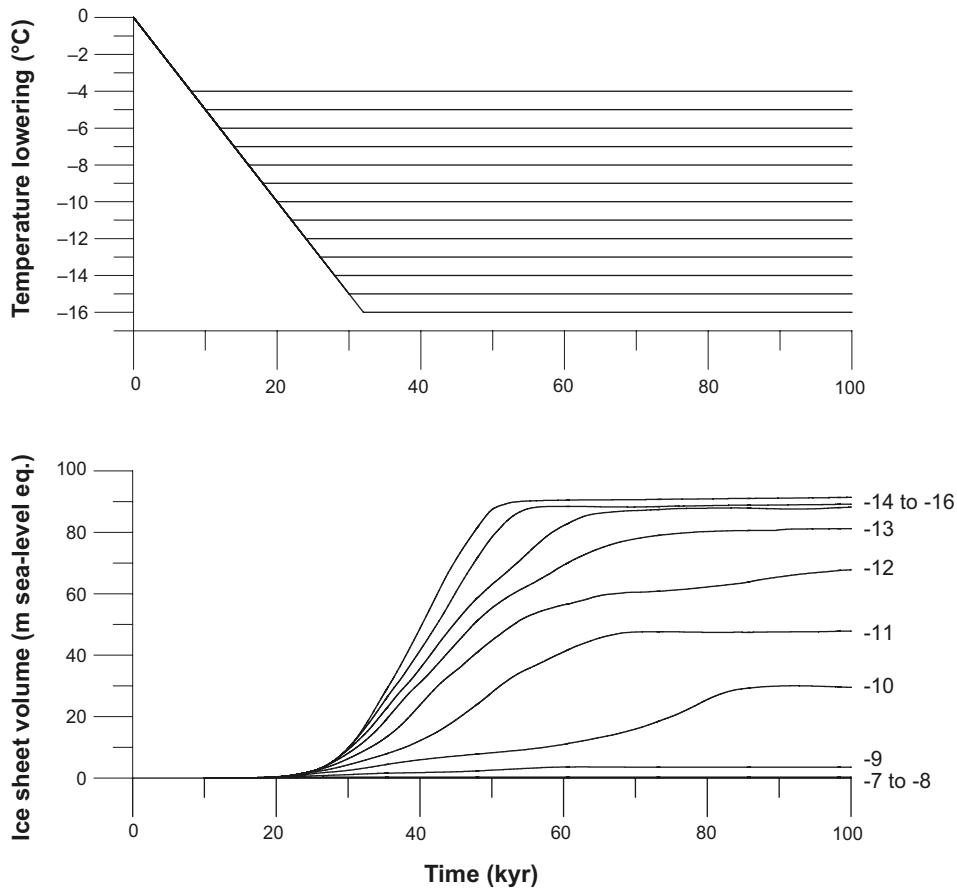 Temperature lowering (°C)
0
–2
–4
–6
–8
–10
–12
–14
–16
0 20 40 60 80 100
Ice sheet volume (m sea-level eq.)
100
80
60
40
20
0
-14 to -16
-13
-12
-11
-10
-9
-7 to -8
0 20 40 60 80 100
Time (kyr)